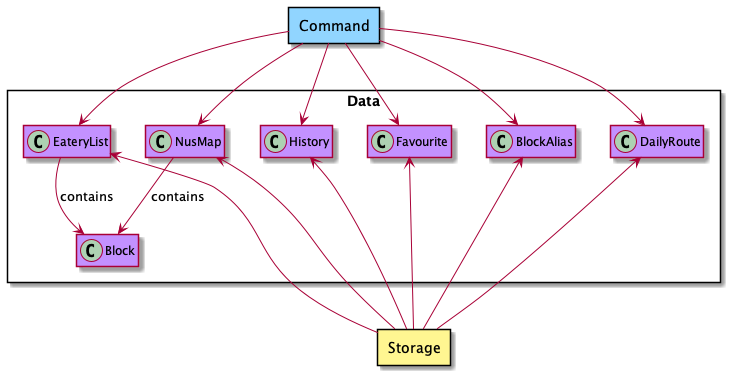 Command
Data
C EateryList
C NusMap
C History
C Favourite
C BlockAlias
C DailyRoute
contains
contains
C Block
Storage